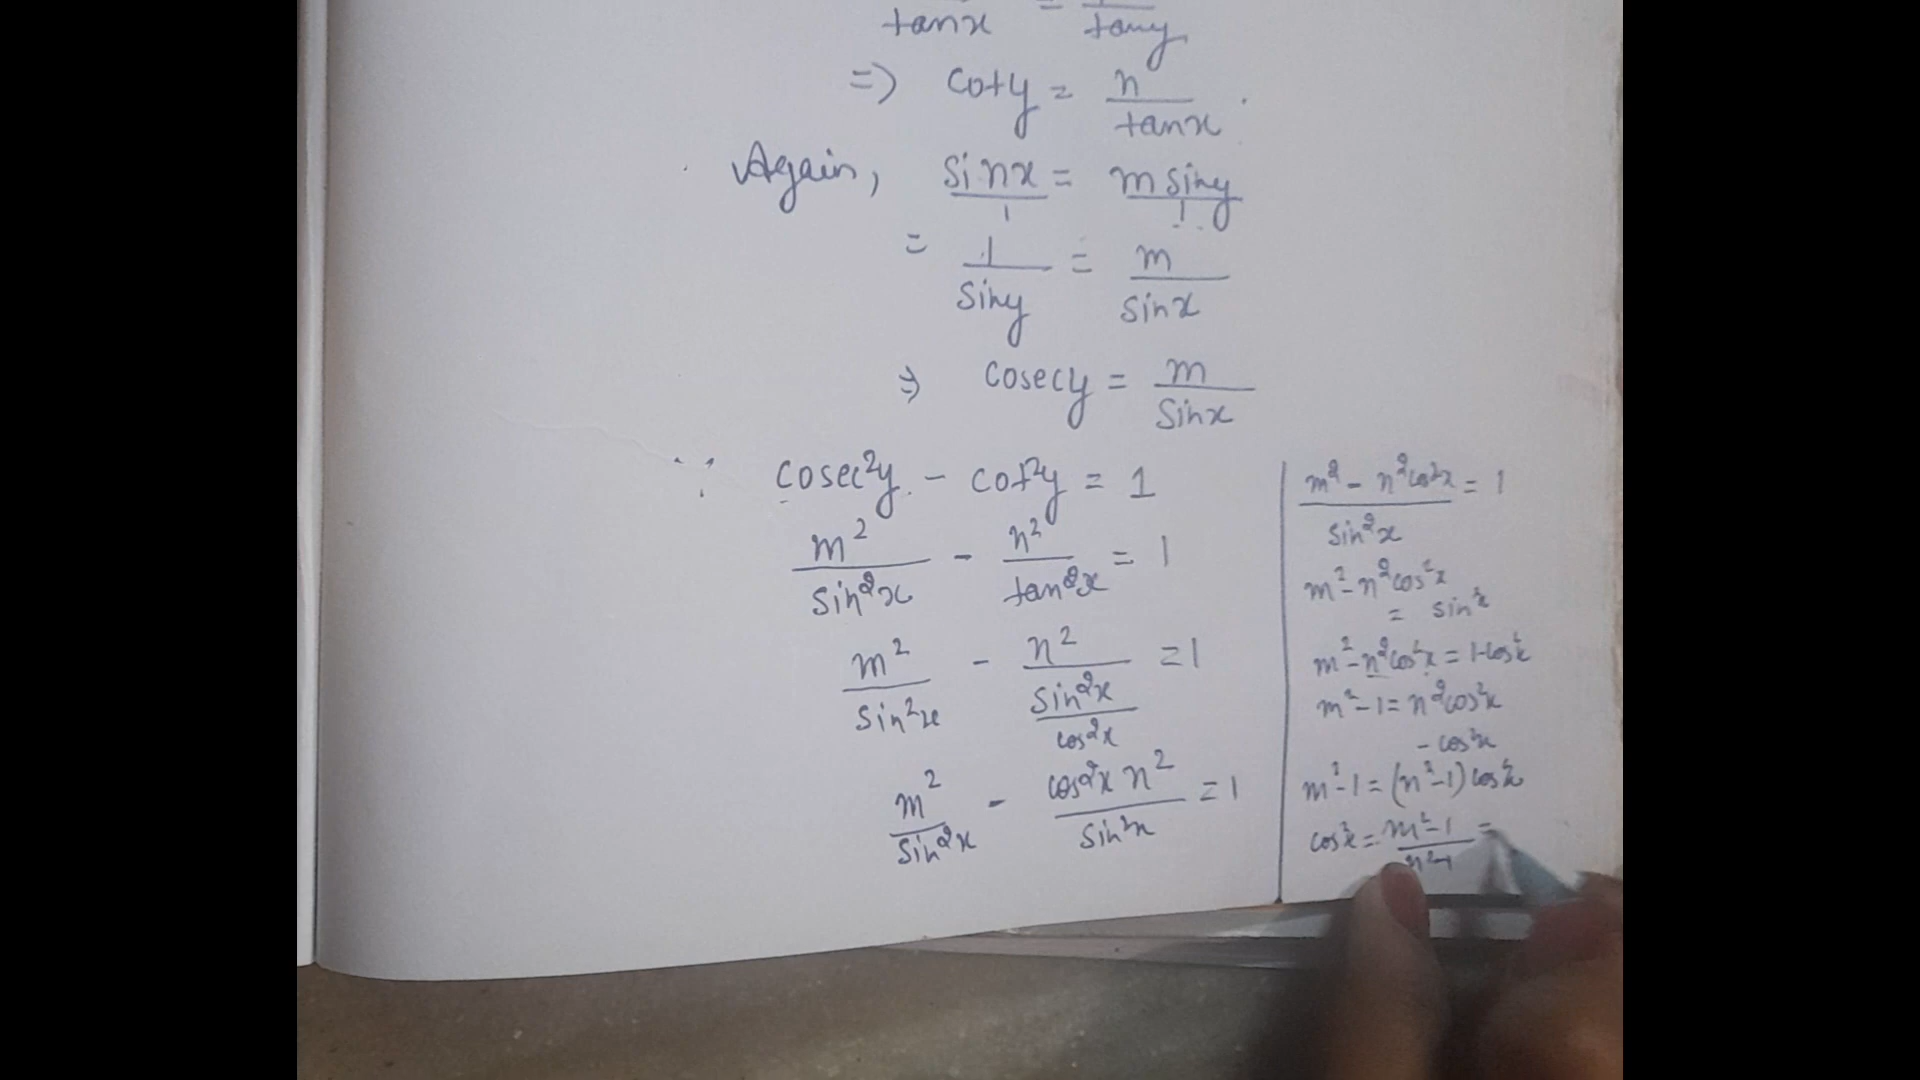 tanx = tany
=> coty = n/tanx
Again, sinx/1 = m siny/1
= 1/siny = m/sinx
=> cosecy = m/sinx
∵ cosec²y - cot²y = 1
m²/sin²x - n²/tan²x = 1
m²/sin²x - n²/(sin²x/cos²x) = 1
m²/sin²x - cos²x n²/sin²x = 1
(m² - n²cos²x)/sin²x = 1
m² - n²cos²x
= sin²x
m² - n²cos²x = 1-cos²x
m² - 1 = n²cos²x
- cos²x
m² - 1 = (n² - 1) cos²x
cos²x = (m² - 1)/(n² - 1) =